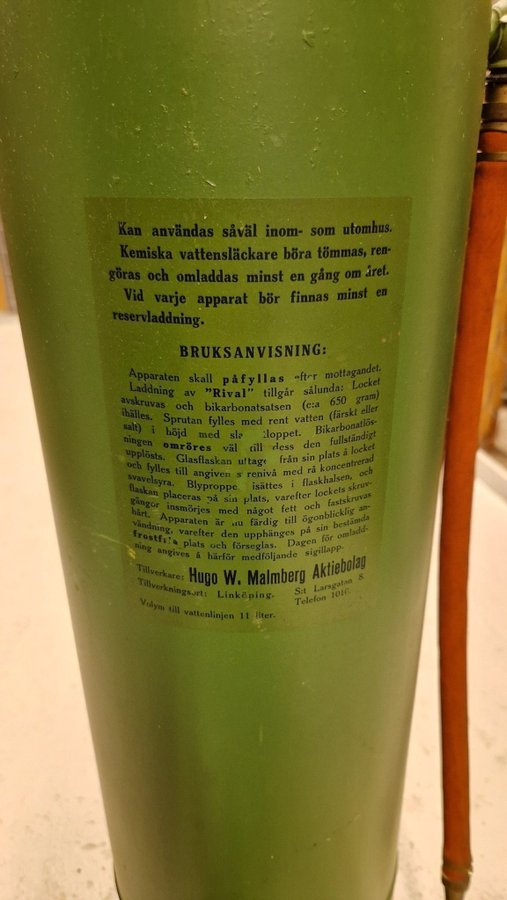 Kan användas såväl inom- som utomhus.
Kemiska vattensläckare böra tömmas, ren-
göras och omladdas minst en gång om året.
Vid varje apparat bör finnas minst en
reservladdning.
BRUKSANVISNING:
Apparaten skall påfyllas efter mottagandet.
Laddning av "Rival" tillgår sålunda: Locket
avskruvas och bikarbonatsatsen (c:a 650 gram)
ihälles. Sprutan fylles med rent vatten (färskt eller
salt) i höjd med
ningen omröres väl till dess den fullständigt
upplösts. Glasflaskan uttages från sin plats å locket
och fylles till angiven syrenivå med rå koncentrerad
svavelsyra. Blyproppen isättes i flaskhalsen, och
flaskan placeras på sin plats, varefter lockets skruv-
gångor insmörjes med något fett och fastskruvas
hårt. Apparaten är nu färdig till ögonblicklig an-
vändning, varefter den upphänges på sin bestämda
frostfria plats och förseglas. Dagen för omladd-
ning angives å härför medföljande sigillapp.
Tillverkare: Hugo W. Malmberg Aktiebolag
Tillverkningsort: Linköping. S:t Larsgatan 8
Telefon
Volym till vattenlinjen 11 liter.